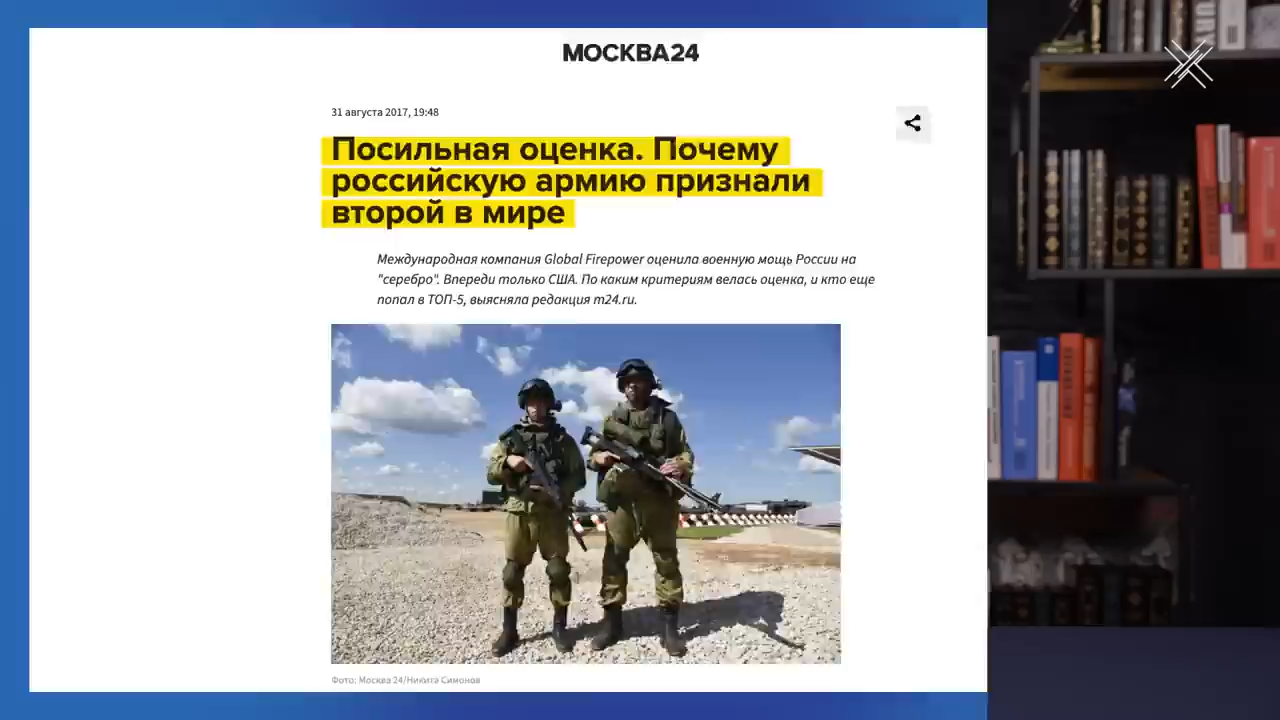 МОСКВА24
31 августа 2017, 19:48
Посильная оценка. Почему
российскую армию признали
второй в мире
Международная компания Global Firepower оценила военную мощь России на
"серебро". Впереди только США. По каким критериям велась оценка, и кто еще
попал в ТОП-5, выясняла редакция m24.ru.
Фото: Москва 24/Никита Симонов